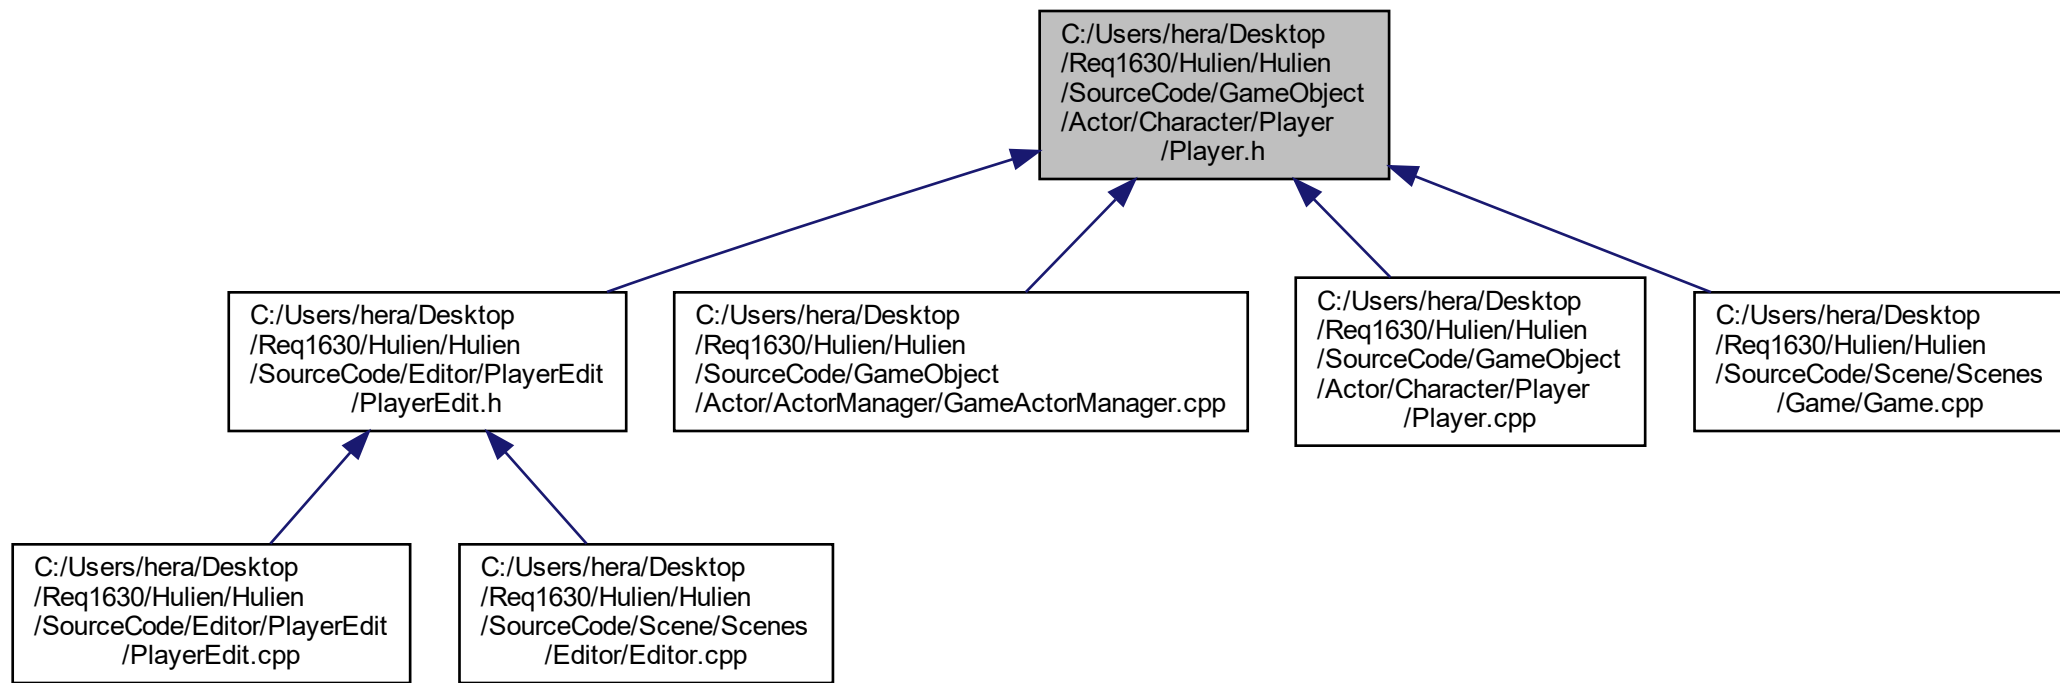 C:/Users/hera/Desktop
/Req1630/Hulien/Hulien
/SourceCode/GameObject
/Actor/Character/Player
/Player.h
C:/Users/hera/Desktop
/Req1630/Hulien/Hulien
/SourceCode/Editor/PlayerEdit
/PlayerEdit.h
C:/Users/hera/Desktop
/Req1630/Hulien/Hulien
/SourceCode/GameObject
/Actor/ActorManager/GameActorManager.cpp
C:/Users/hera/Desktop
/Req1630/Hulien/Hulien
/SourceCode/GameObject
/Actor/Character/Player
/Player.cpp
C:/Users/hera/Desktop
/Req1630/Hulien/Hulien
/SourceCode/Scene/Scenes
/Game/Game.cpp
C:/Users/hera/Desktop
/Req1630/Hulien/Hulien
/SourceCode/Editor/PlayerEdit
/PlayerEdit.cpp
C:/Users/hera/Desktop
/Req1630/Hulien/Hulien
/SourceCode/Scene/Scenes
/Editor/Editor.cpp